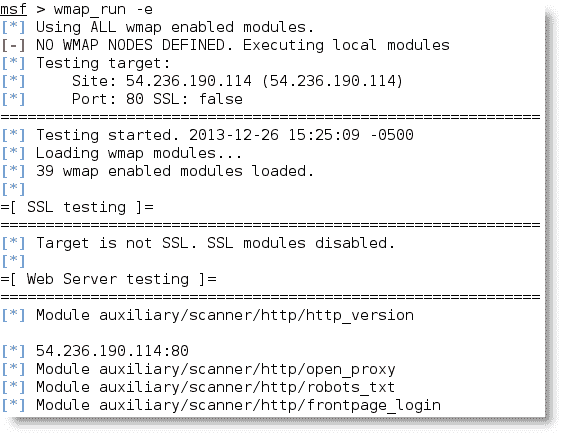 msf > wmap_run -e
[*] Using ALL wmap enabled modules.
[-] NO WMAP NODES DEFINED. Executing local modules
[*] Testing target:
[*]     Site: 54.236.190.114 (54.236.190.114)
[*]     Port: 80 SSL: false
============================================================
[*] Testing started. 2013-12-26 15:25:09 -0500
[*] Loading wmap modules...
[*] 39 wmap enabled modules loaded.
[*]
=[ SSL testing ]=
============================================================
[*] Target is not SSL. SSL modules disabled.
[*]
=[ Web Server testing ]=
============================================================
[*] Module auxiliary/scanner/http/http_version

[*] 54.236.190.114:80
[*] Module auxiliary/scanner/http/open_proxy
[*] Module auxiliary/scanner/http/robots_txt
[*] Module auxiliary/scanner/http/frontpage_login